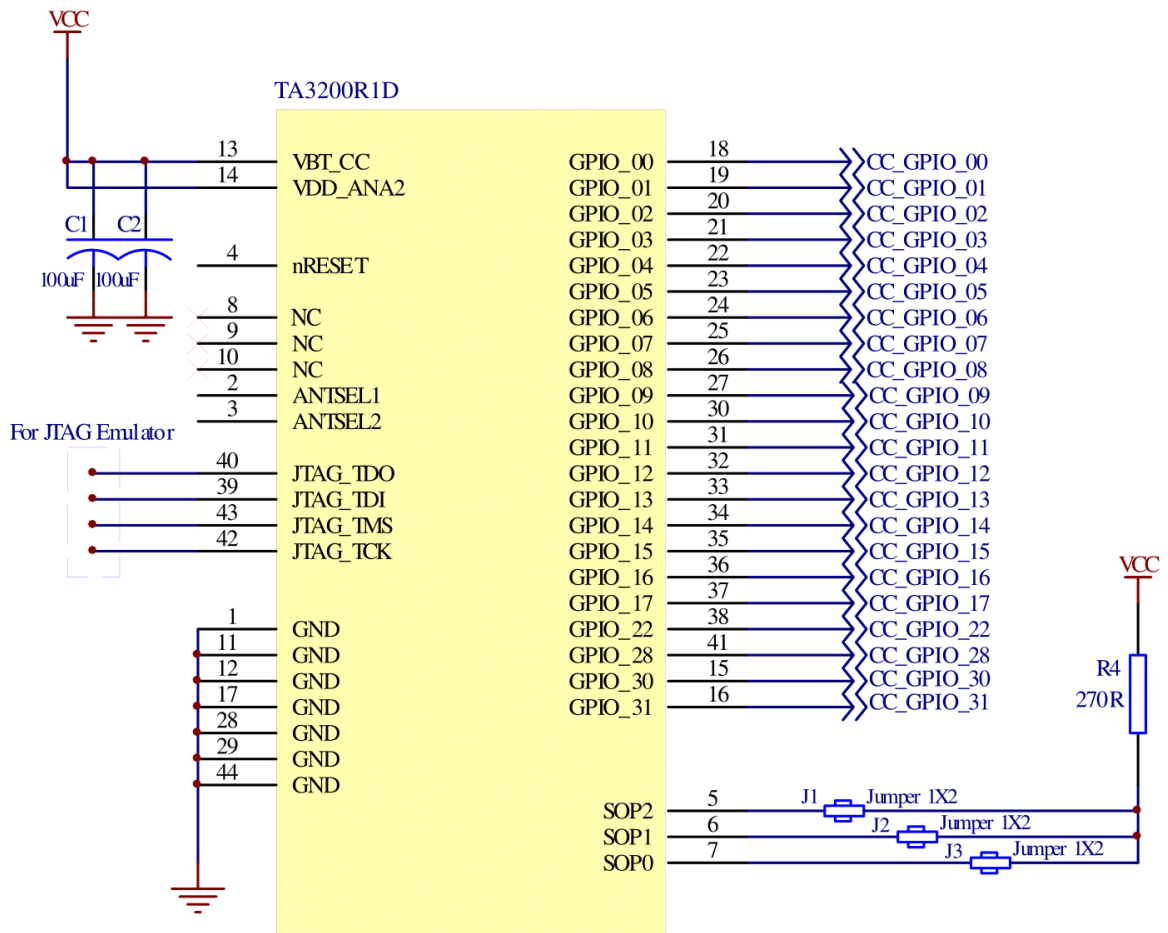 VCC
TA3200R1D
13 VBT_CC
14 VDD_ANA2
C1 C2
100uF 100uF
4 nRESET
8 NC
9 NC
10 NC
2 ANTSEL1
3 ANTSEL2
For JTAG Emulator
40 JTAG_TDO
39 JTAG_TDI
43 JTAG_TMS
42 JTAG_TCK
1 GND
11 GND
12 GND
17 GND
28 GND
29 GND
44 GND
GPIO_00 18 CC_GPIO_00
GPIO_01 19 CC_GPIO_01
GPIO_02 20 CC_GPIO_02
GPIO_03 21 CC_GPIO_03
GPIO_04 22 CC_GPIO_04
GPIO_05 23 CC_GPIO_05
GPIO_06 24 CC_GPIO_06
GPIO_07 25 CC_GPIO_07
GPIO_08 26 CC_GPIO_08
GPIO_09 27 CC_GPIO_09
GPIO_10 30 CC_GPIO_10
GPIO_11 31 CC_GPIO_11
GPIO_12 32 CC_GPIO_12
GPIO_13 33 CC_GPIO_13
GPIO_14 34 CC_GPIO_14
GPIO_15 35 CC_GPIO_15
GPIO_16 36 CC_GPIO_16
GPIO_17 37 CC_GPIO_17
GPIO_22 38 CC_GPIO_22
GPIO_28 41 CC_GPIO_28
GPIO_30 15 CC_GPIO_30
GPIO_31 16 CC_GPIO_31
VCC
R4
270R
SOP2 5 J1 Jumper 1X2
SOP1 6 J2 Jumper 1X2
SOP0 7 J3 Jumper 1X2